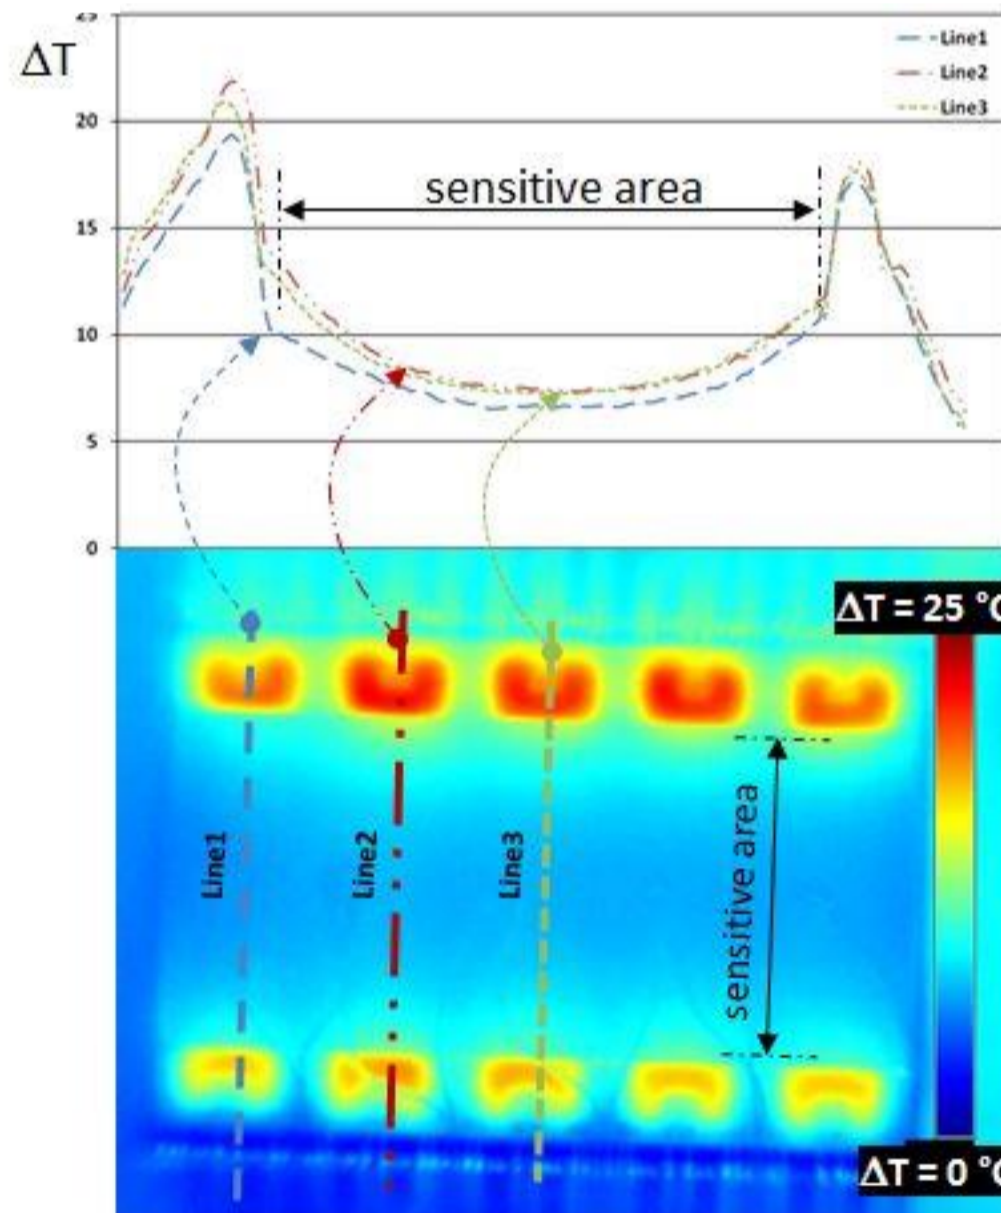 25
ΔT
Line1
Line2
Line3
20
sensitive area
15
10
5
0
ΔT = 25 °C
Line1
Line2
Line3
sensitive area
ΔT = 0 °C